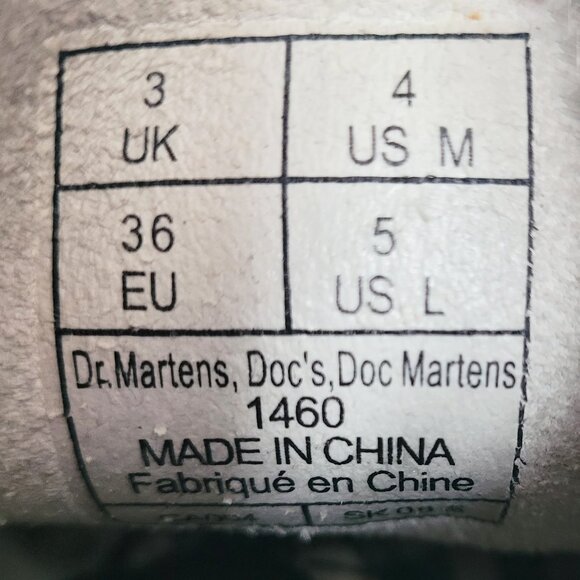 3 4
UK US M
36 5
EU US L
Dr. Martens, Doc's, Doc Martens
1460
MADE IN CHINA
Fabriqué en Chine